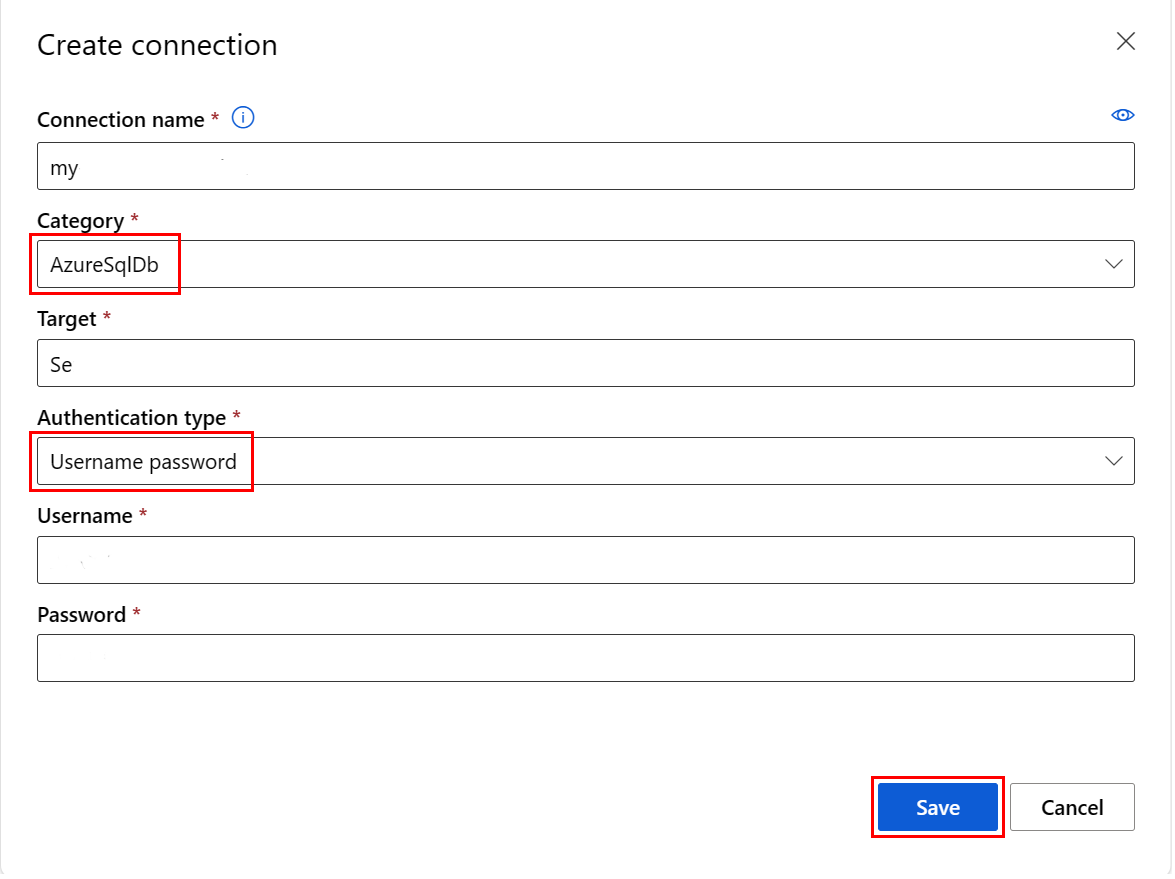 Create connection
Connection name *
my
Category *
AzureSqlDb
Target *
Se
Authentication type *
Username password
Username *
Password *
Save
Cancel